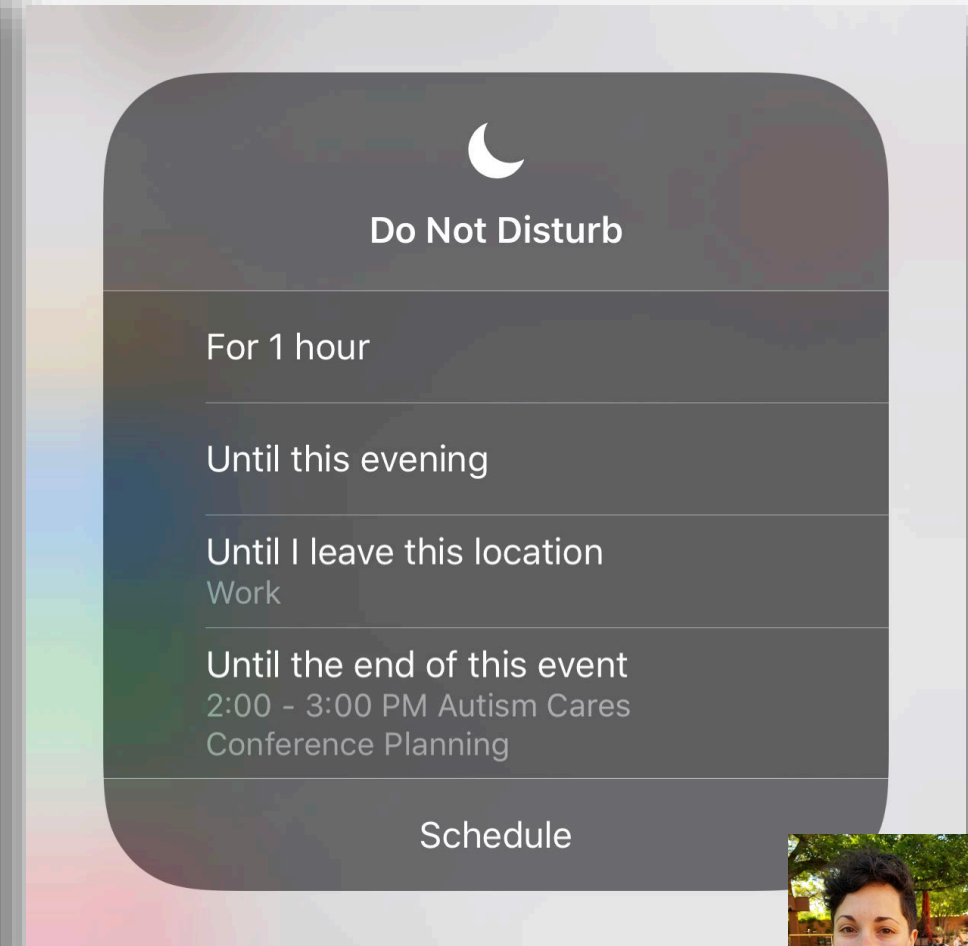 Do Not Disturb
For 1 hour
Until this evening
Until I leave this location
Work
Until the end of this event
2:00 - 3:00 PM Autism Cares
Conference Planning
Schedule